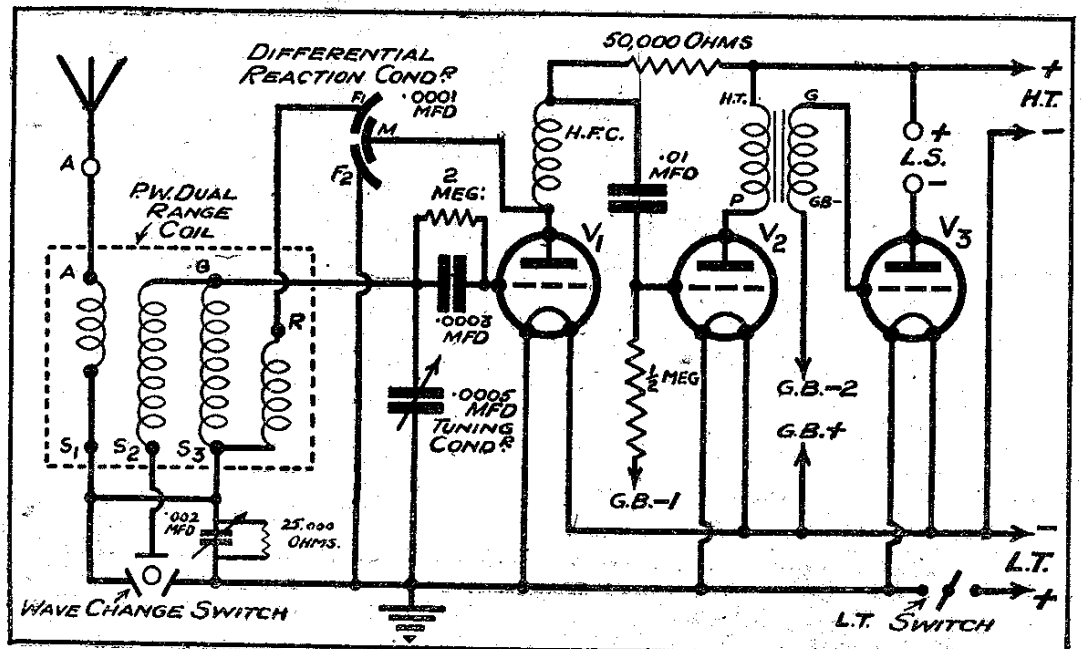 50,000 OHMS
DIFFERENTIAL
REACTION COND^R
.0001
MFD
F1
M
F2
+
H.T.
−
H.T.
G
H.F.C.
.01
MFD
+
L.S.
−
A
2
MEG:
P
GB−
P.W. DUAL
RANGE
COIL
V1
V2
V3
A
G
R
.0003
MFD
.0005
MFD
TUNING
COND^R
½ MEG
G.B.−2
G.B.+
S1
S2
S3
G.B.−1
.002
MFD
25.000
OHMS.
−
L.T.
+
WAVE CHANGE SWITCH
L.T. SWITCH